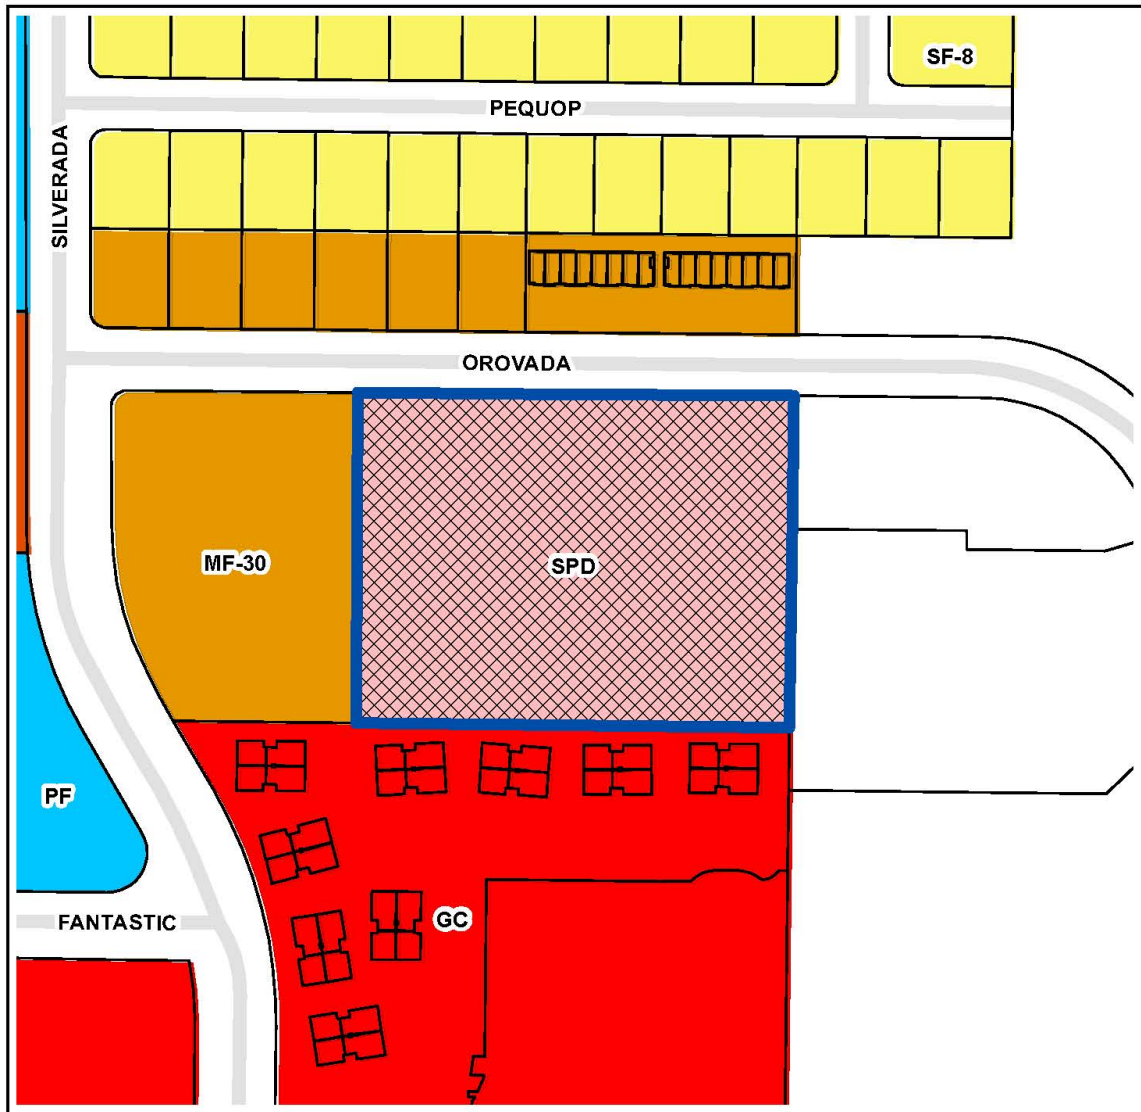 SF-8
PEQUOP
SILVERADA
OROVADA
MF-30
SPD
PF
GC
FANTASTIC